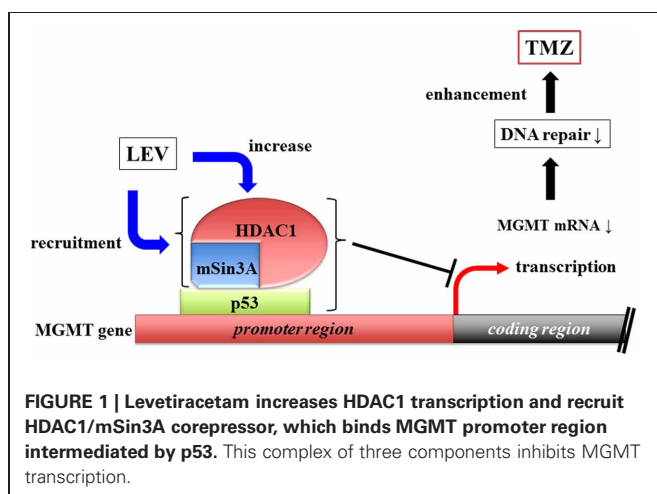 TMZ
enhancement
DNA repair ↓
LEV
increase
HDAC1
MGMT mRNA ↓
recruitment
mSin3A
transcription
p53
MGMT gene
promoter region
coding region
FIGURE 1 | Levetiracetam increases HDAC1 transcription and recruit
HDAC1/mSin3A corepressor, which binds MGMT promoter region
intermediated by p53. This complex of three components inhibits MGMT
transcription.